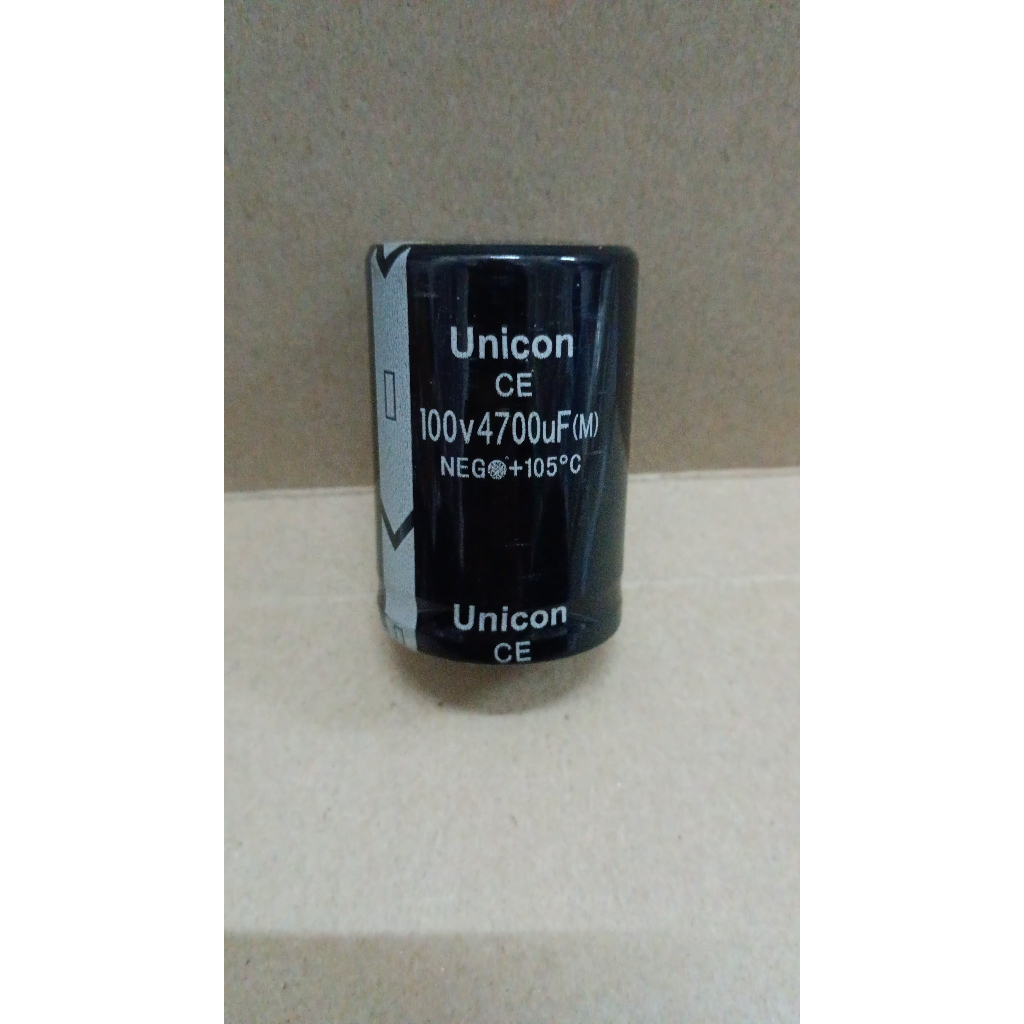 Unicon
CE
100v4700uF(M)
NEG +105°C
Unicon
CE